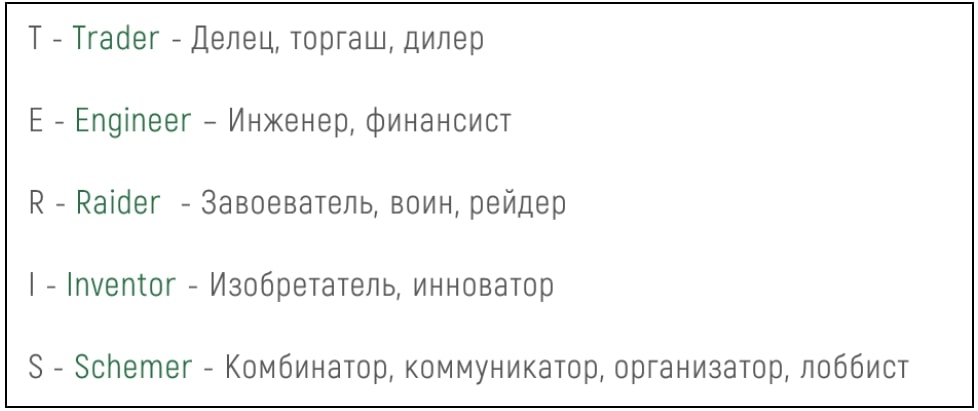 T - Trader - Делец, торгаш, дилер
E - Engineer – Инженер, финансист
R - Raider - Завоеватель, воин, рейдер
I - Inventor - Изобретатель, инноватор
S - Schemer - Комбинатор, коммуникатор, организатор, лоббист